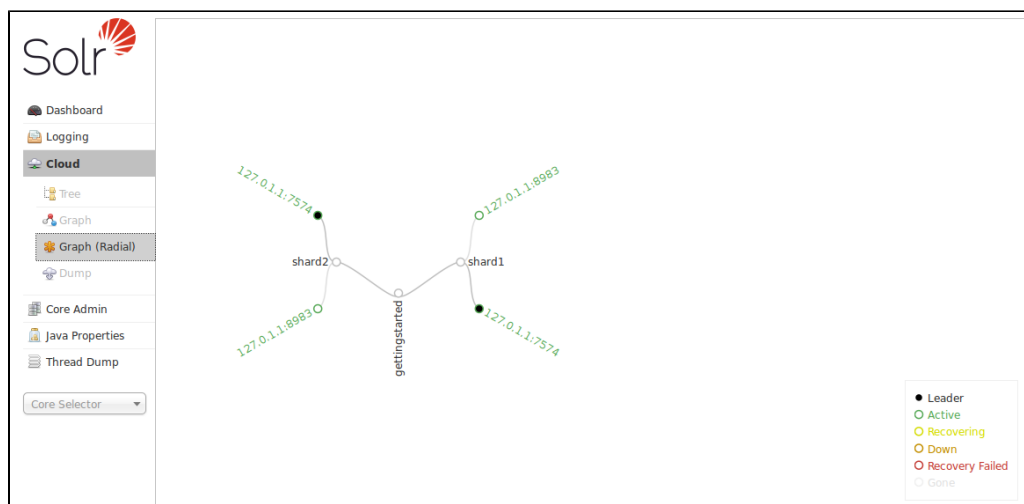 Solr
Dashboard
Logging
Cloud
Tree
Graph
Graph (Radial)
Dump
Core Admin
Java Properties
Thread Dump
Core Selector
127.0.1.1:7574
127.0.1.1:8983
shard2
shard1
127.0.1.1:8983
127.0.1.1:7574
gettingstarted
Leader
Active
Recovering
Down
Recovery Failed
Gone